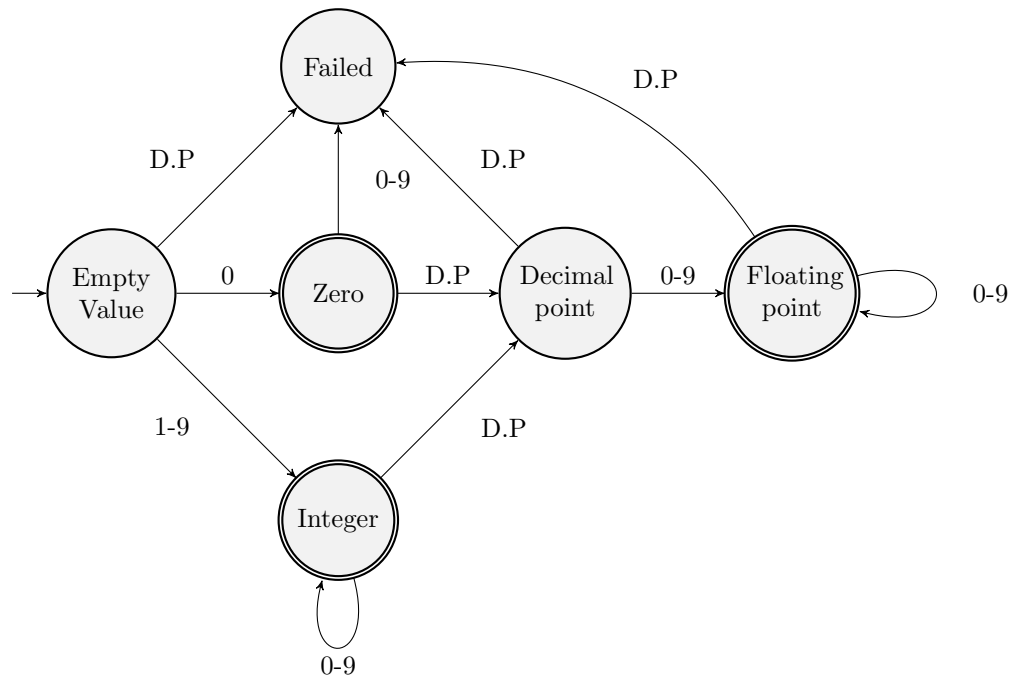 Failed
D.P
D.P
0-9
D.P
Empty
Value
0
Zero
D.P
Decimal
point
0-9
Floating
point
0-9
1-9
D.P
Integer
0-9